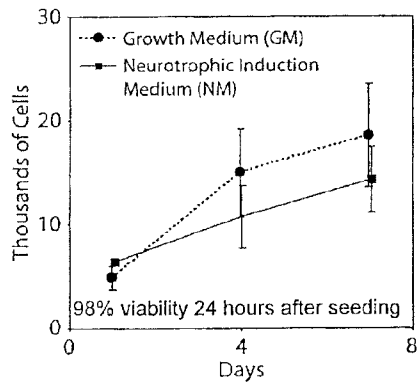 30
Growth Medium (GM)
Neurotrophic Induction
Medium (NM)
20
Thousands of Cells
10
98% viability 24 hours after seeding
0
0 4 8
Days